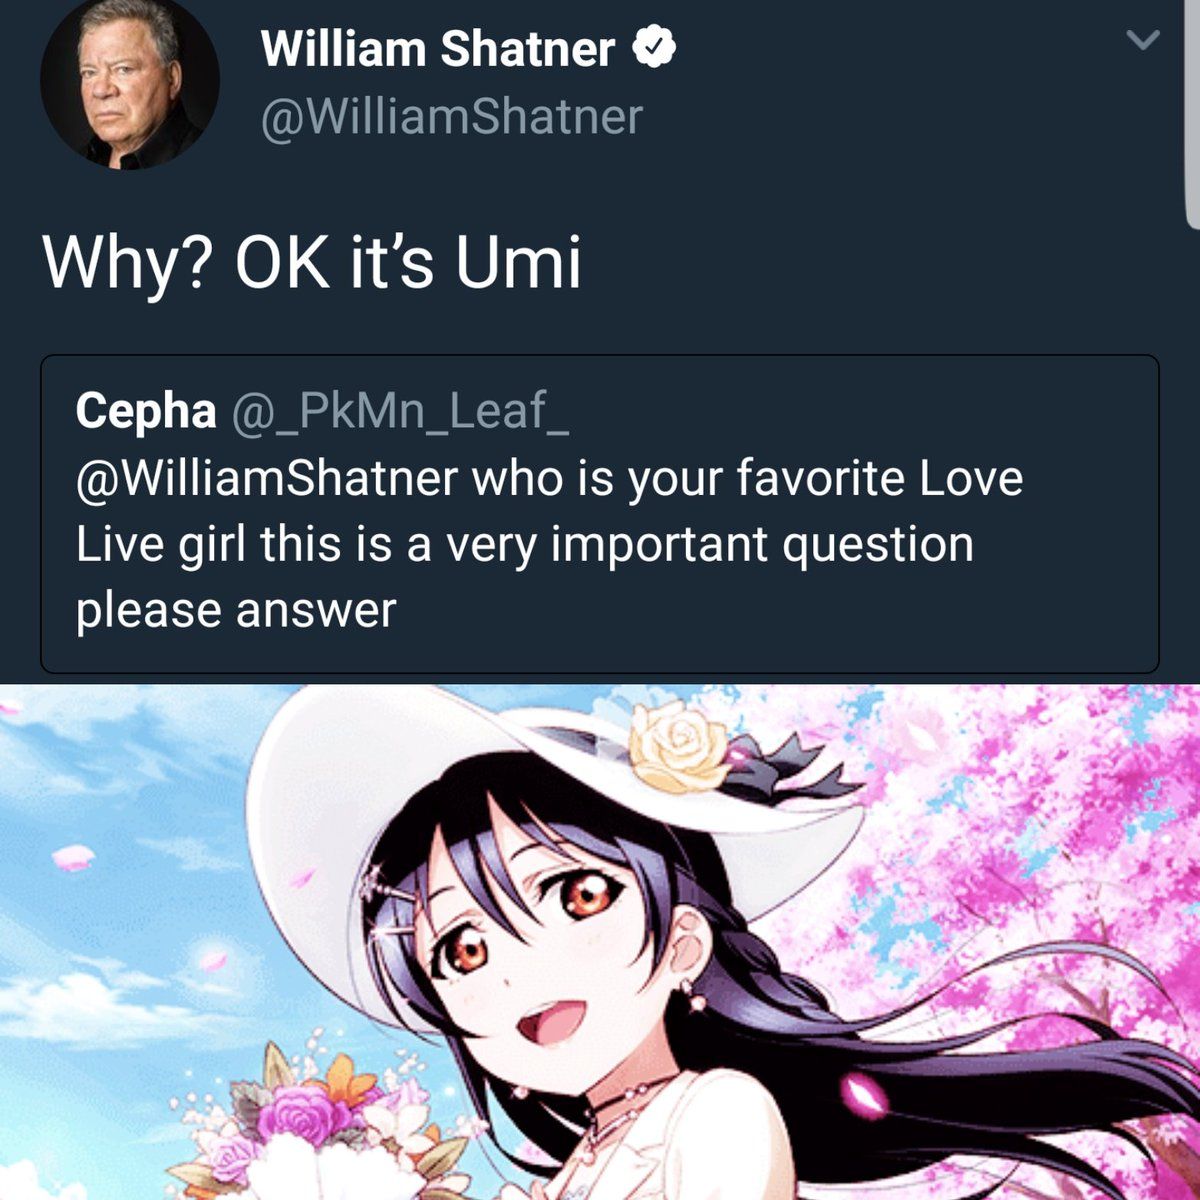 William Shatner
@WilliamShatner
Why? OK it’s Umi
Cepha @_PkMn_Leaf_
@WilliamShatner who is your favorite Love
Live girl this is a very important question
please answer